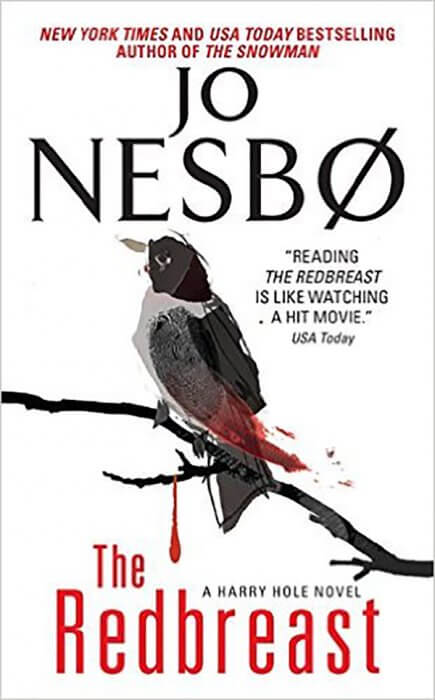 NEW YORK TIMES AND USA TODAY BESTSELLING
AUTHOR OF THE SNOWMAN
JO
NESBØ
"READING
THE REDBREAST
IS LIKE WATCHING
A HIT MOVIE."
USA Today
The
A HARRY HOLE NOVEL
Redbreast